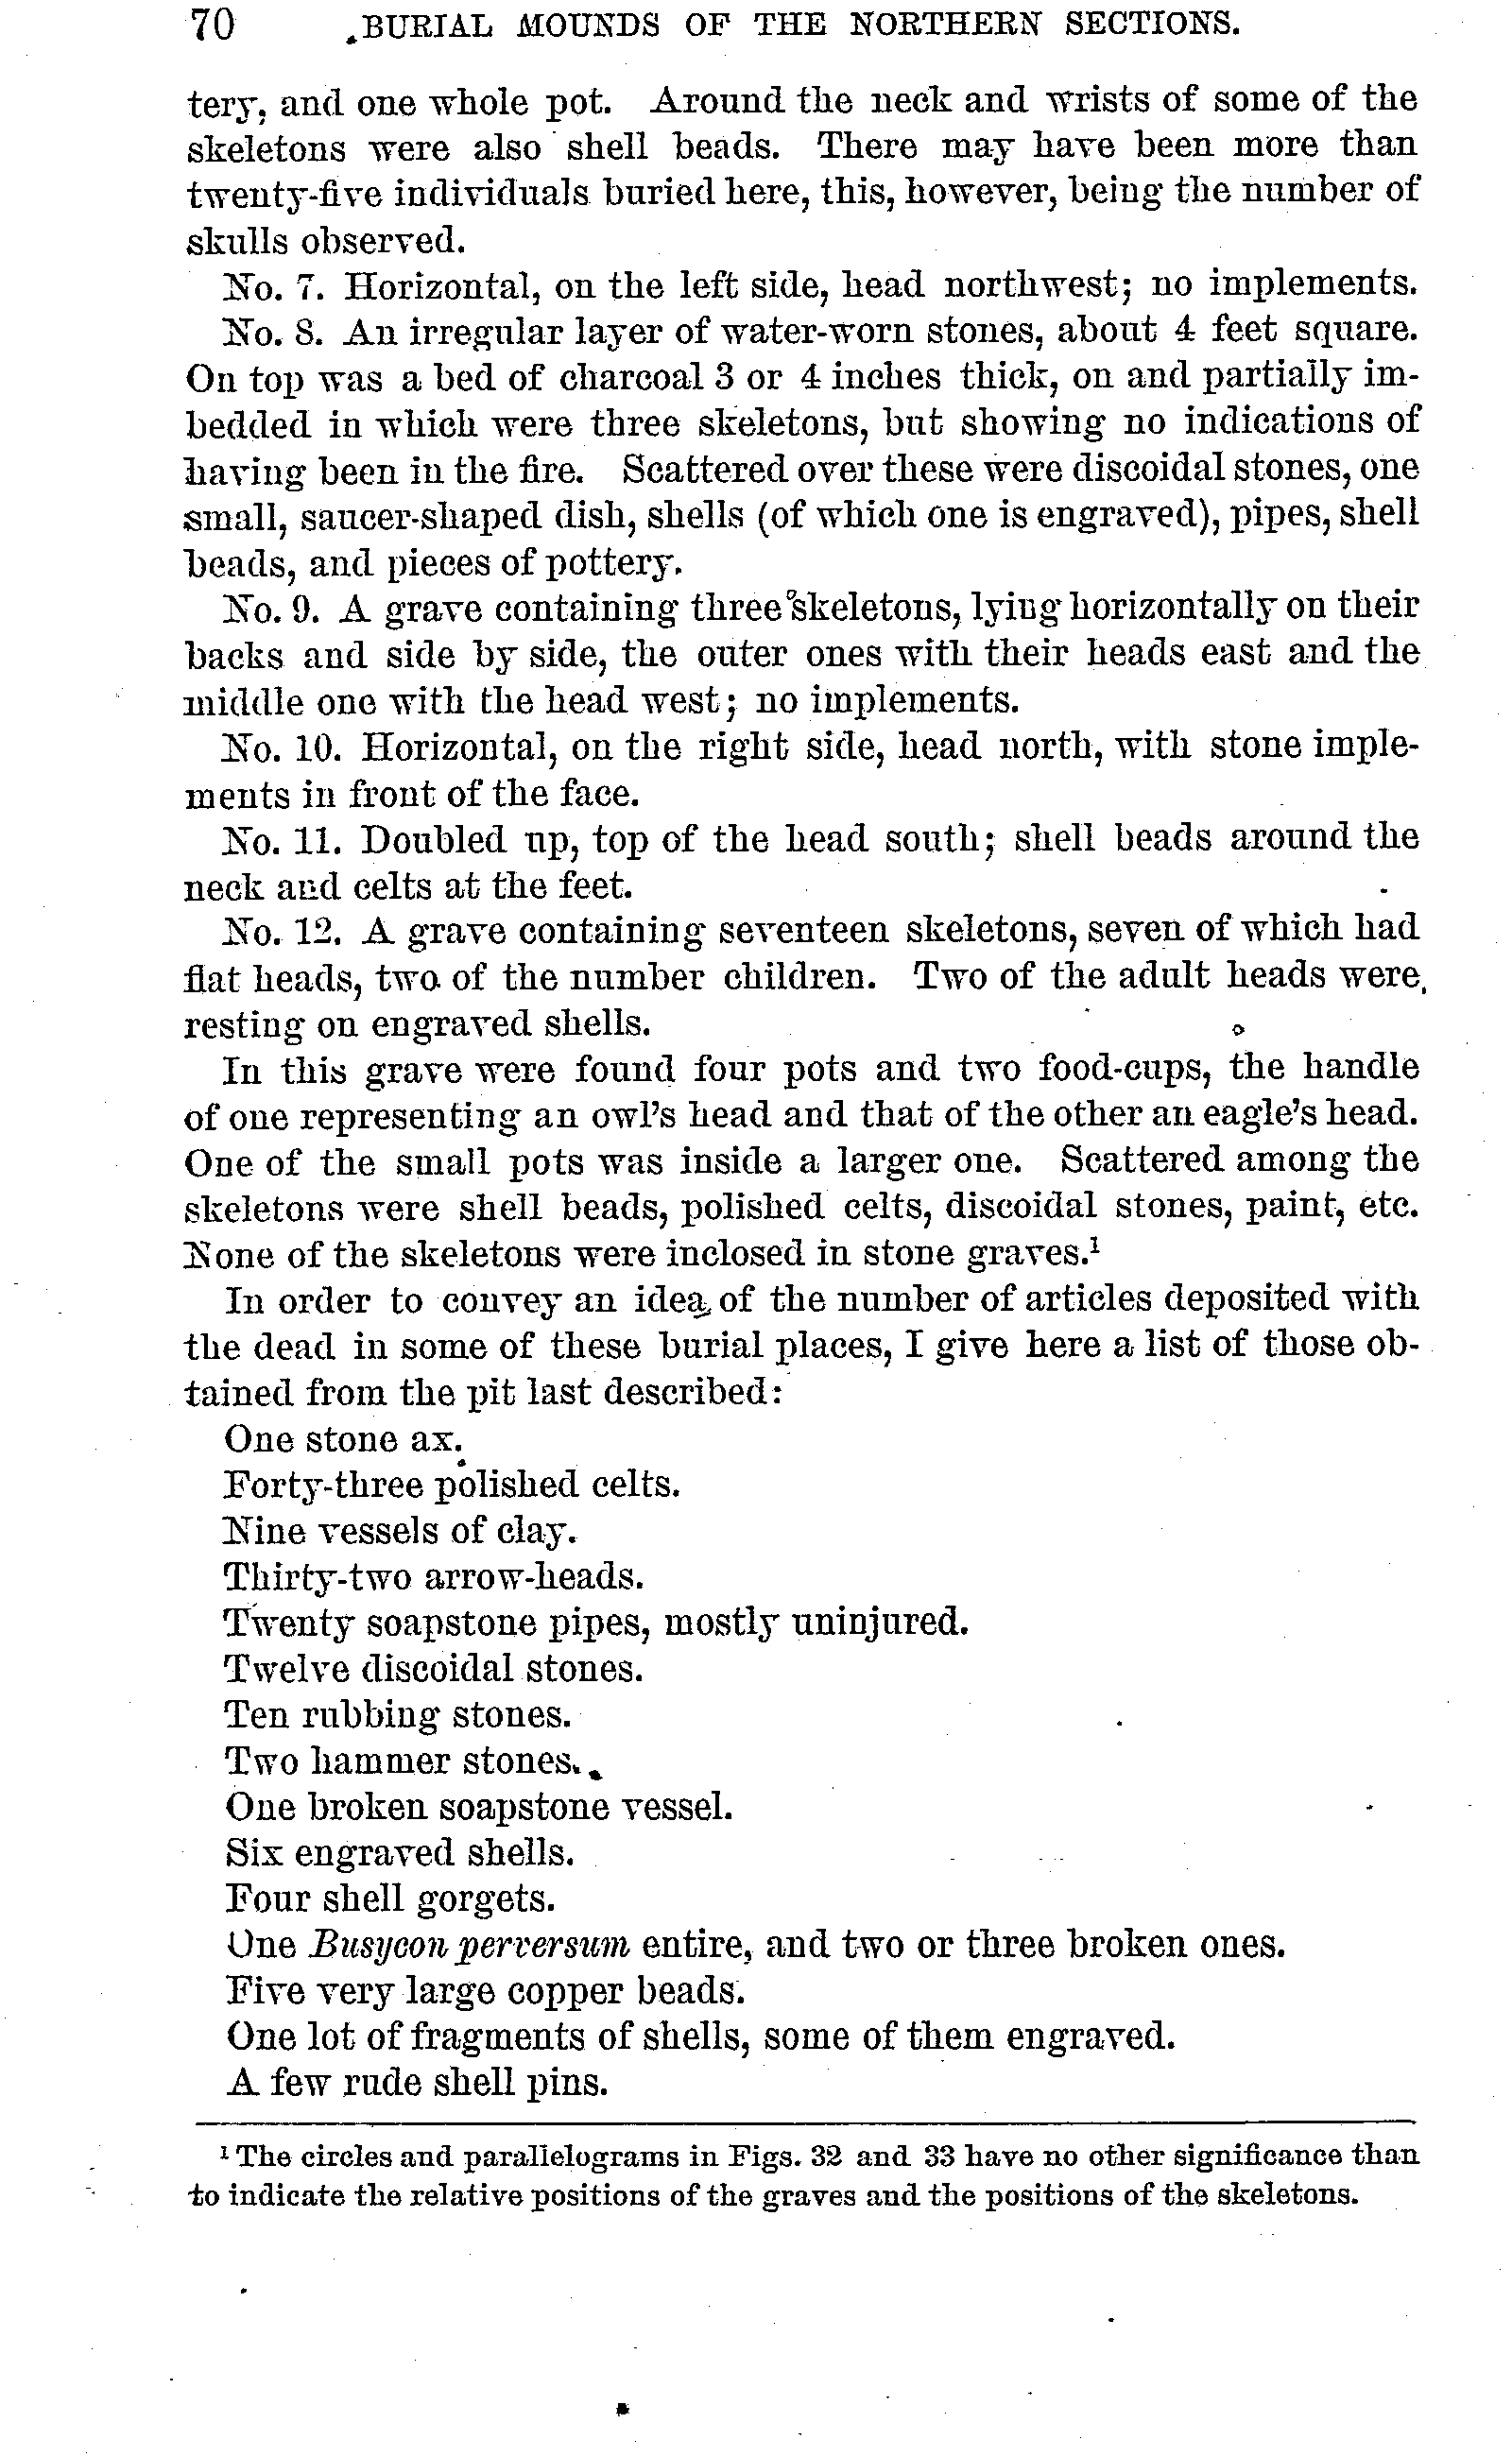 70 BURIAL MOUNDS OF THE NORTHERN SECTIONS.
tery, and one whole pot. Around the neck and wrists of some of the
skeletons were also shell beads. There may have been more than
twenty-five individuals buried here, this, however, being the number of
skulls observed.
No. 7. Horizontal, on the left side, head northwest; no implements.
No. 8. An irregular layer of water-worn stones, about 4 feet square.
On top was a bed of charcoal 3 or 4 inches thick, on and partially im-
bedded in which were three skeletons, but showing no indications of
having been in the fire. Scattered over these were discoidal stones, one
small, saucer-shaped dish, shells (of which one is engraved), pipes, shell
beads, and pieces of pottery.
No. 9. A grave containing three skeletons, lying horizontally on their
backs and side by side, the outer ones with their heads east and the
middle one with the head west; no implements.
No. 10. Horizontal, on the right side, head north, with stone imple-
ments in front of the face.
No. 11. Doubled up, top of the head south; shell beads around the
neck and celts at the feet.
No. 12. A grave containing seventeen skeletons, seven of which had
flat heads, two of the number children. Two of the adult heads were
resting on engraved shells.
In this grave were found four pots and two food-cups, the handle
of one representing an owl's head and that of the other an eagle's head.
One of the small pots was inside a larger one. Scattered among the
skeletons were shell beads, polished celts, discoidal stones, paint, etc.
None of the skeletons were inclosed in stone graves.¹
In order to convey an idea of the number of articles deposited with
the dead in some of these burial places, I give here a list of those ob-
tained from the pit last described:
One stone ax.
Forty-three polished celts.
Nine vessels of clay.
Thirty-two arrow-heads.
Twenty soapstone pipes, mostly uninjured.
Twelve discoidal stones.
Ten rubbing stones.
Two hammer stones.
One broken soapstone vessel.
Six engraved shells.
Four shell gorgets.
One Busycon perversum entire, and two or three broken ones.
Five very large copper beads.
One lot of fragments of shells, some of them engraved.
A few rude shell pins.
¹ The circles and parallelograms in Figs. 32 and 33 have no other significance than
to indicate the relative positions of the graves and the positions of the skeletons.